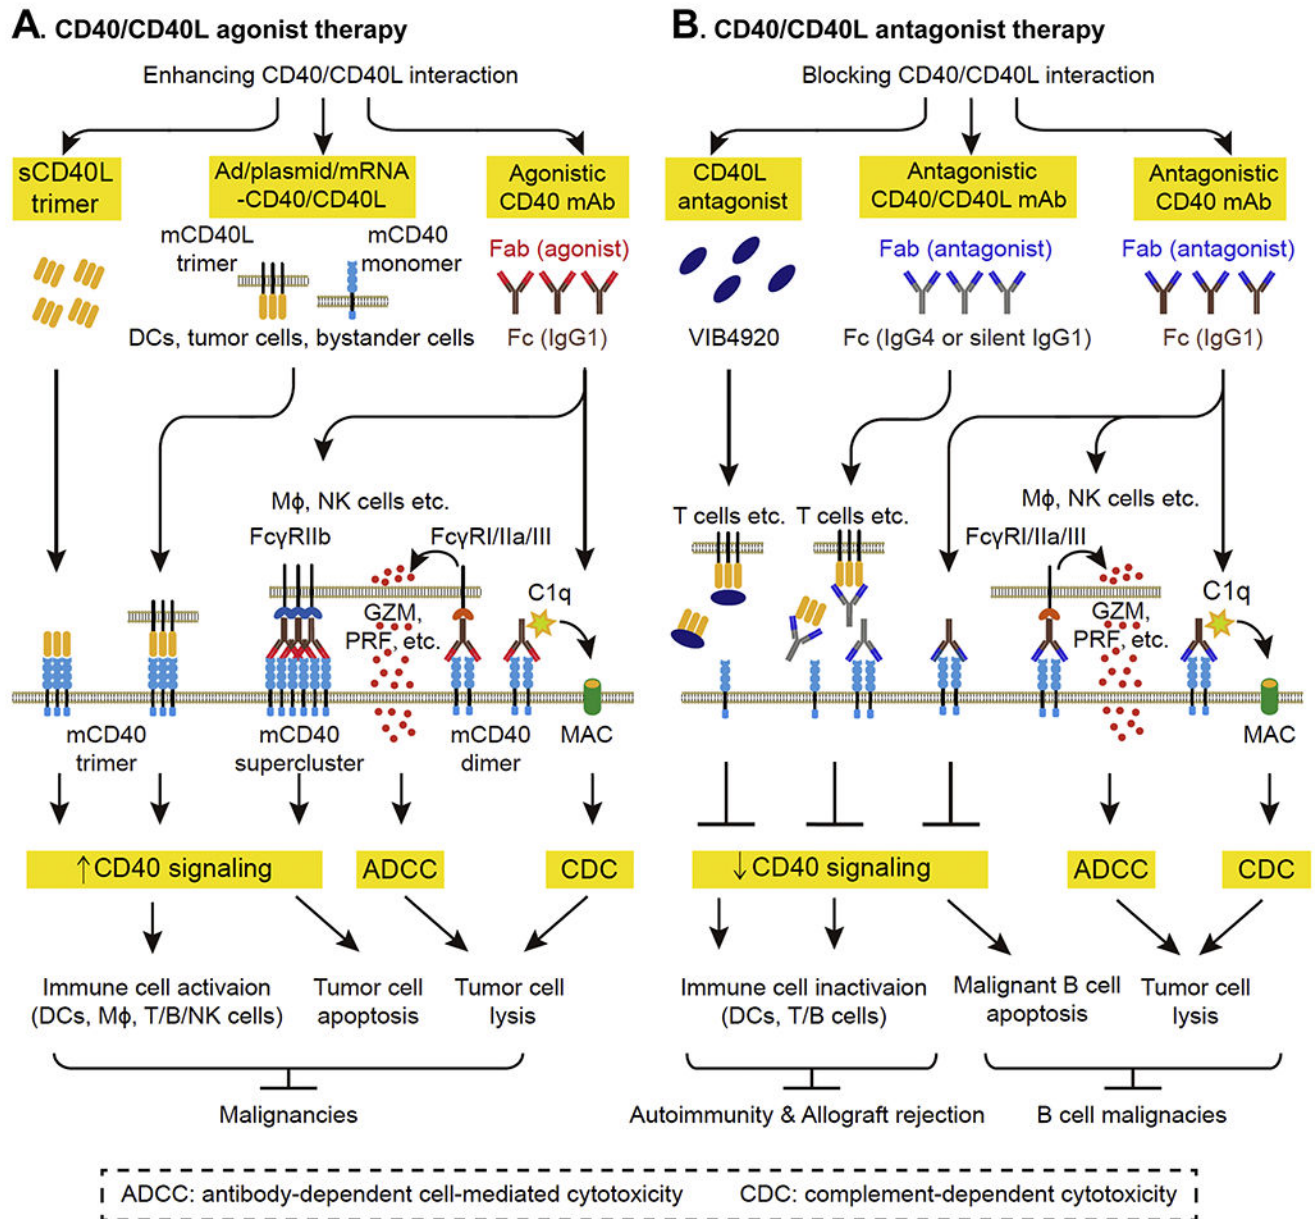 A. CD40/CD40L agonist therapy
Enhancing CD40/CD40L interaction
sCD40L
trimer
Ad/plasmid/mRNA
-CD40/CD40L
Agonistic
CD40 mAb
mCD40L
trimer
mCD40
monomer
Fab (agonist)
DCs, tumor cells, bystander cells
Fc (IgG1)
Mϕ, NK cells etc.
FcγRIIb
FcγRI/IIa/III
GZM,
PRF, etc.
C1q
mCD40
trimer
mCD40
supercluster
mCD40
dimer
MAC
↑CD40 signaling
ADCC
CDC
Immune cell activaion
(DCs, Mϕ, T/B/NK cells)
Tumor cell
apoptosis
Tumor cell
lysis
Malignancies
B. CD40/CD40L antagonist therapy
Blocking CD40/CD40L interaction
CD40L
antagonist
Antagonistic
CD40/CD40L mAb
Antagonistic
CD40 mAb
Fab (antagonist)
Fab (antagonist)
VIB4920
Fc (IgG4 or silent IgG1)
Fc (IgG1)
T cells etc.
T cells etc.
Mϕ, NK cells etc.
FcγRI/IIa/III
GZM,
PRF, etc.
C1q
MAC
↓CD40 signaling
ADCC
CDC
Immune cell inactivaion
(DCs, T/B cells)
Malignant B cell
apoptosis
Tumor cell
lysis
Autoimmunity & Allograft rejection
B cell malignacies
ADCC: antibody-dependent cell-mediated cytotoxicity
CDC: complement-dependent cytotoxicity